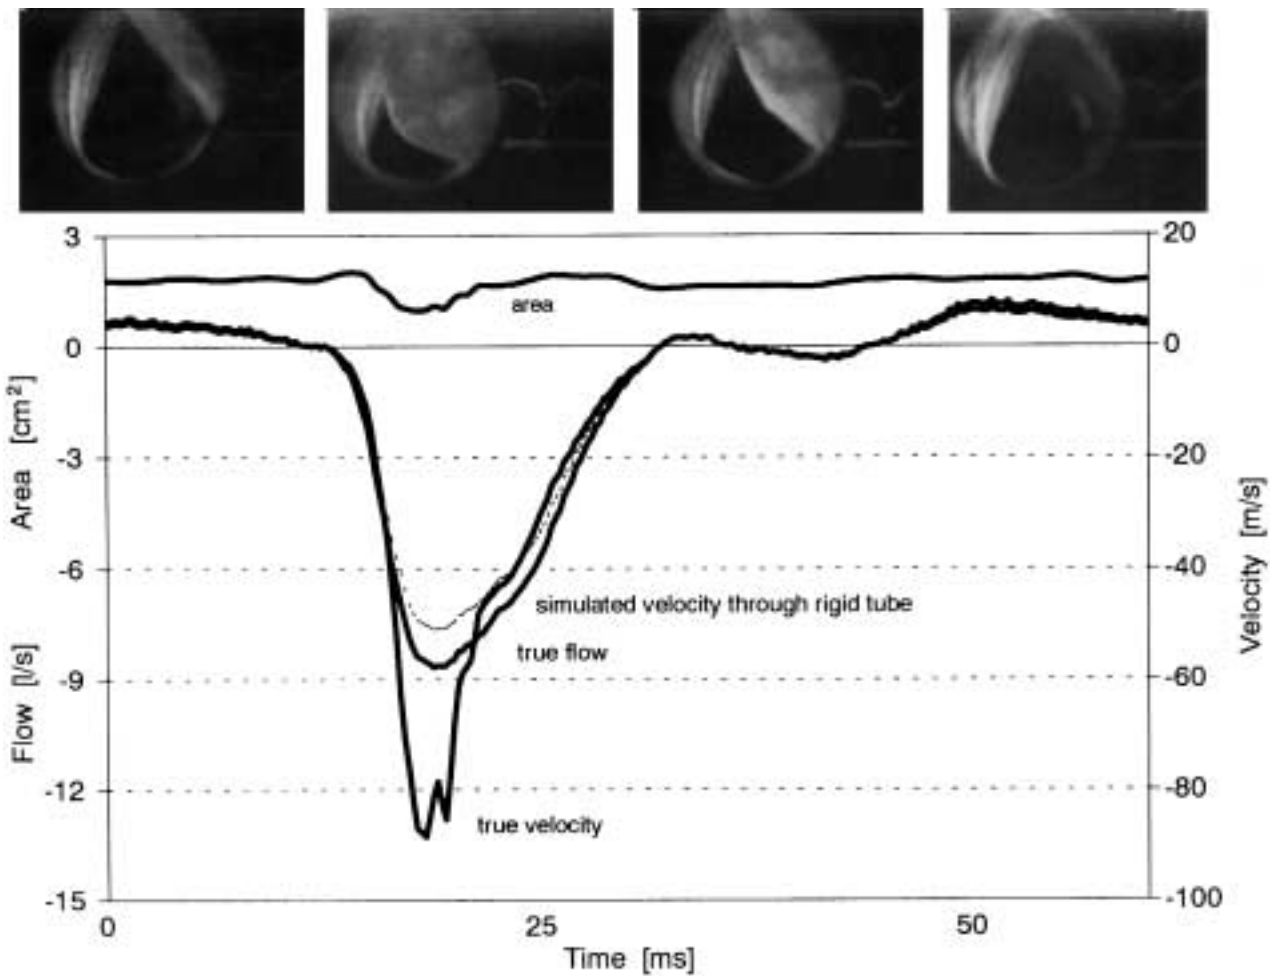 3
20
area
0
0
-3
-20
-6
-40
simulated velocity through rigid tube
true flow
-9
-60
-12
-80
true velocity
-15
-100
0
25
50
Time [ms]
Area [cm²]
Flow [l/s]
Velocity [m/s]